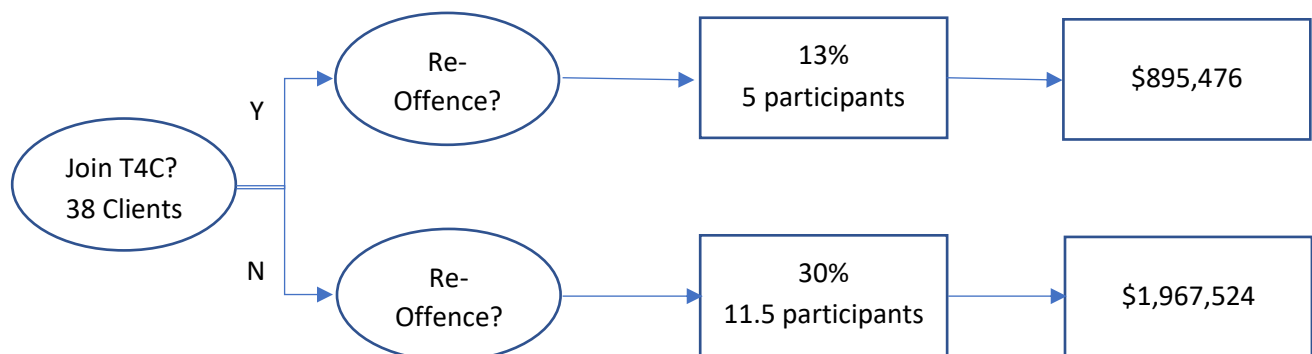 Join T4C?
38 Clients
Y
Re-
Offence?
13%
5 participants
$895,476
N
Re-
Offence?
30%
11.5 participants
$1,967,524